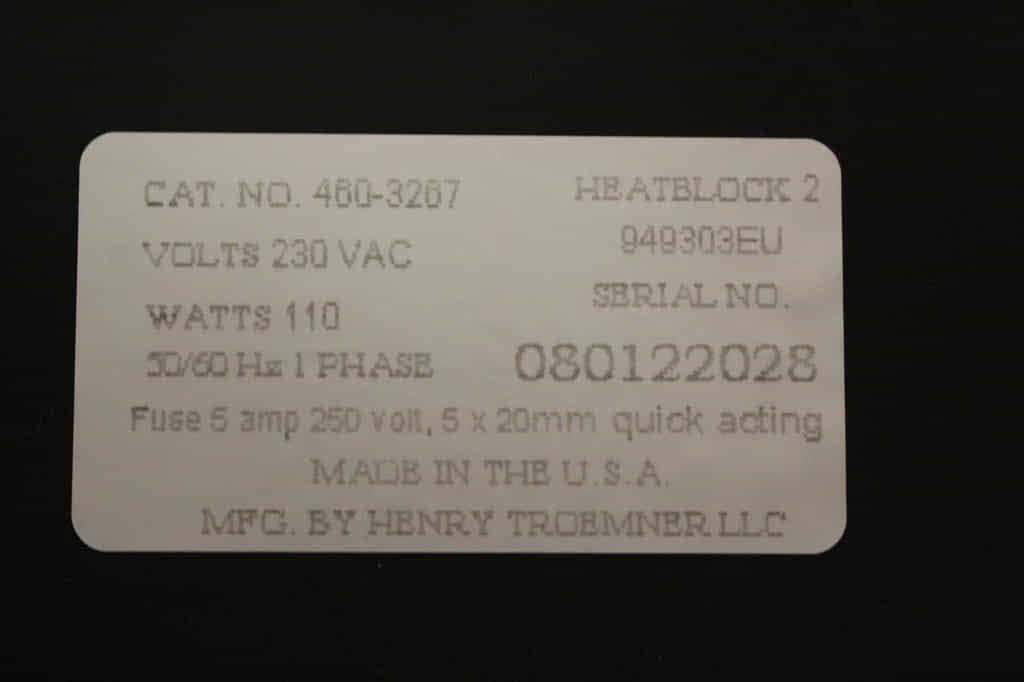 CAT. NO. 460-3267
HEATBLOCK 2
VOLTS 230 VAC
949303EU
WATTS 110
SERIAL NO.
50/60 Hz 1 PHASE
080122028
Fuse 5 amp 250 volt, 5 x 20mm quick acting
MADE IN THE U.S.A.
MFG. BY HENRY TROEMNER LLC